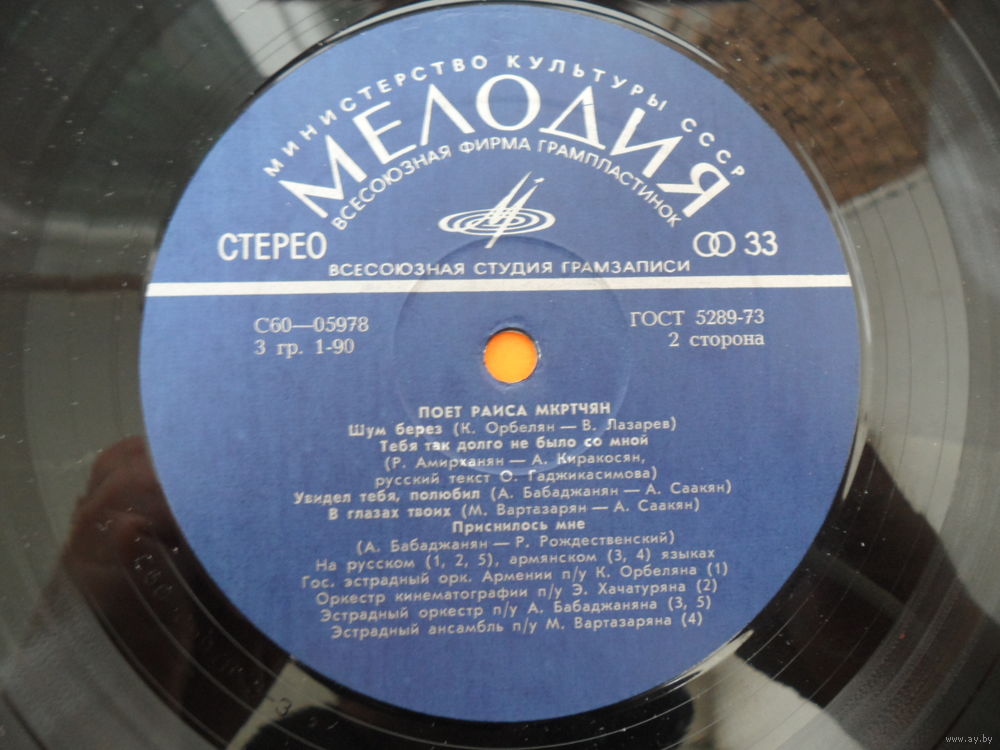 МИНИСТЕРСТВО КУЛЬТУРЫ СССР
МЕЛОДИЯ
ВСЕСОЮЗНАЯ ФИРМА ГРАМПЛАСТИНОК
СТЕРЕО 33
ВСЕСОЮЗНАЯ СТУДИЯ ГРАМЗАПИСИ
С60—05978 ГОСТ 5289-73
3 гр. 1-90 2 сторона
ПОЕТ РАИСА МКРТЧЯН
Шум берез (К. Орбелян — В. Лазарев)
Тебя так долго не было со мной
(Р. Амирханян — А. Киракосян,
русский текст О. Гаджикасимова)
Увидел тебя, полюбил (А. Бабаджанян — А. Саакян)
В глазах твоих (М. Вартазарян — А. Саакян)
Приснилось мне
(А. Бабаджанян — Р. Рождественский)
На русском (1, 2, 5), армянском (3, 4) языках
Гос. эстрадный орк. Армении п/у К. Орбеляна (1)
Оркестр кинематографии п/у Э. Хачатуряна (2)
Эстрадный оркестр п/у А. Бабаджаняна (3, 5)
Эстрадный ансамбль п/у М. Вартазаряна (4)
www.ay.by